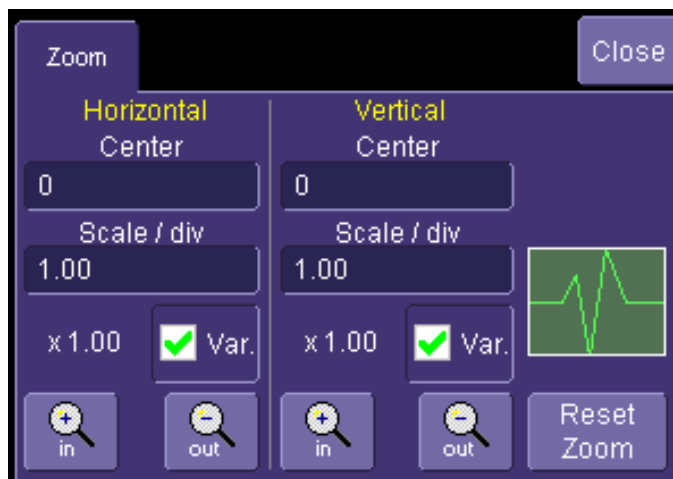 Zoom
Close
Horizontal
Vertical
Center
Center
0
0
Scale / div
Scale / div
1.00
1.00
x 1.00
Var.
x 1.00
Var.
in
out
in
out
Reset
Zoom